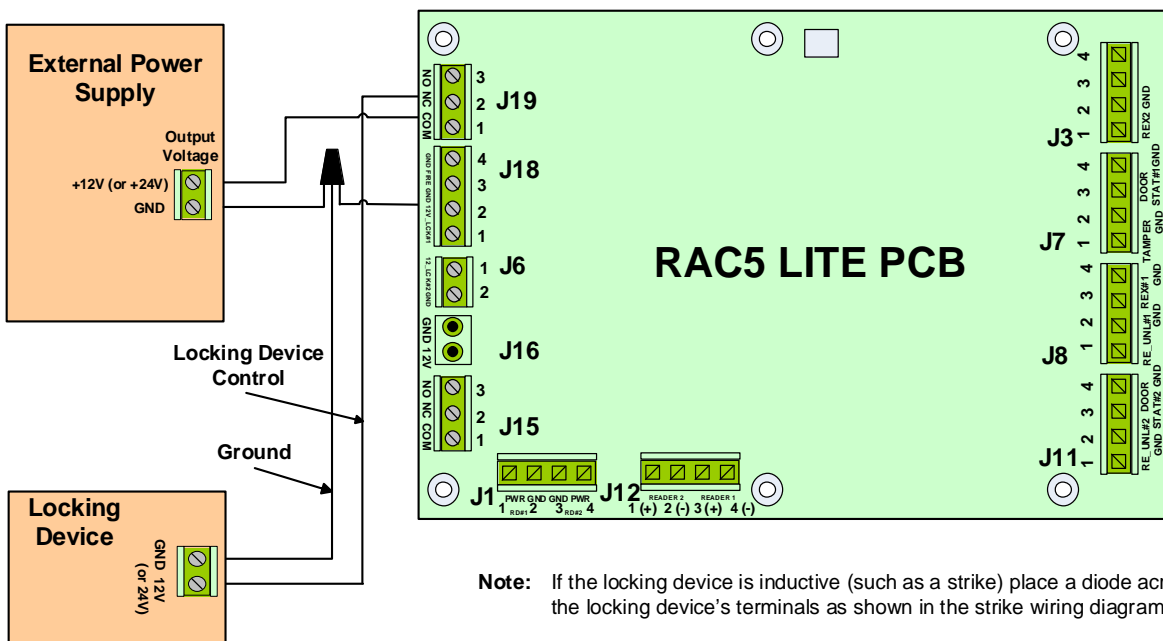 External Power
Supply
Output
Voltage
+12V (or +24V)
GND
NO NC COM
3
2
1
J19
GND FIRE GND 12V_LCK#1
4
3
2
1
J18
12_LCK#2 GND
1
2
J6
GND 12V
J16
NO NC COM
3
2
1
J15
RAC5 LITE PCB
4
3
2
1
REX2 GND
J3
4
3
2
1
DOOR
STAT#1 GND
TAMPER GND
J7
4
3
2
1
REX#1 GND
RE_UNL#1 GND
J8
4
3
2
1
DOOR
STAT#2 GND
RE_UNL#2
GND
J11
J1
PWR GND GND PWR
1 RD#1 2 3 RD#2 4
J12
READER 2 READER 1
1 (+) 2 (-) 3 (+) 4 (-)
Locking Device
Control
Ground
Locking
Device
GND 12V
(or 24V)
Note: If the locking device is inductive (such as a strike) place a diode acr
the locking device's terminals as shown in the strike wiring diagram